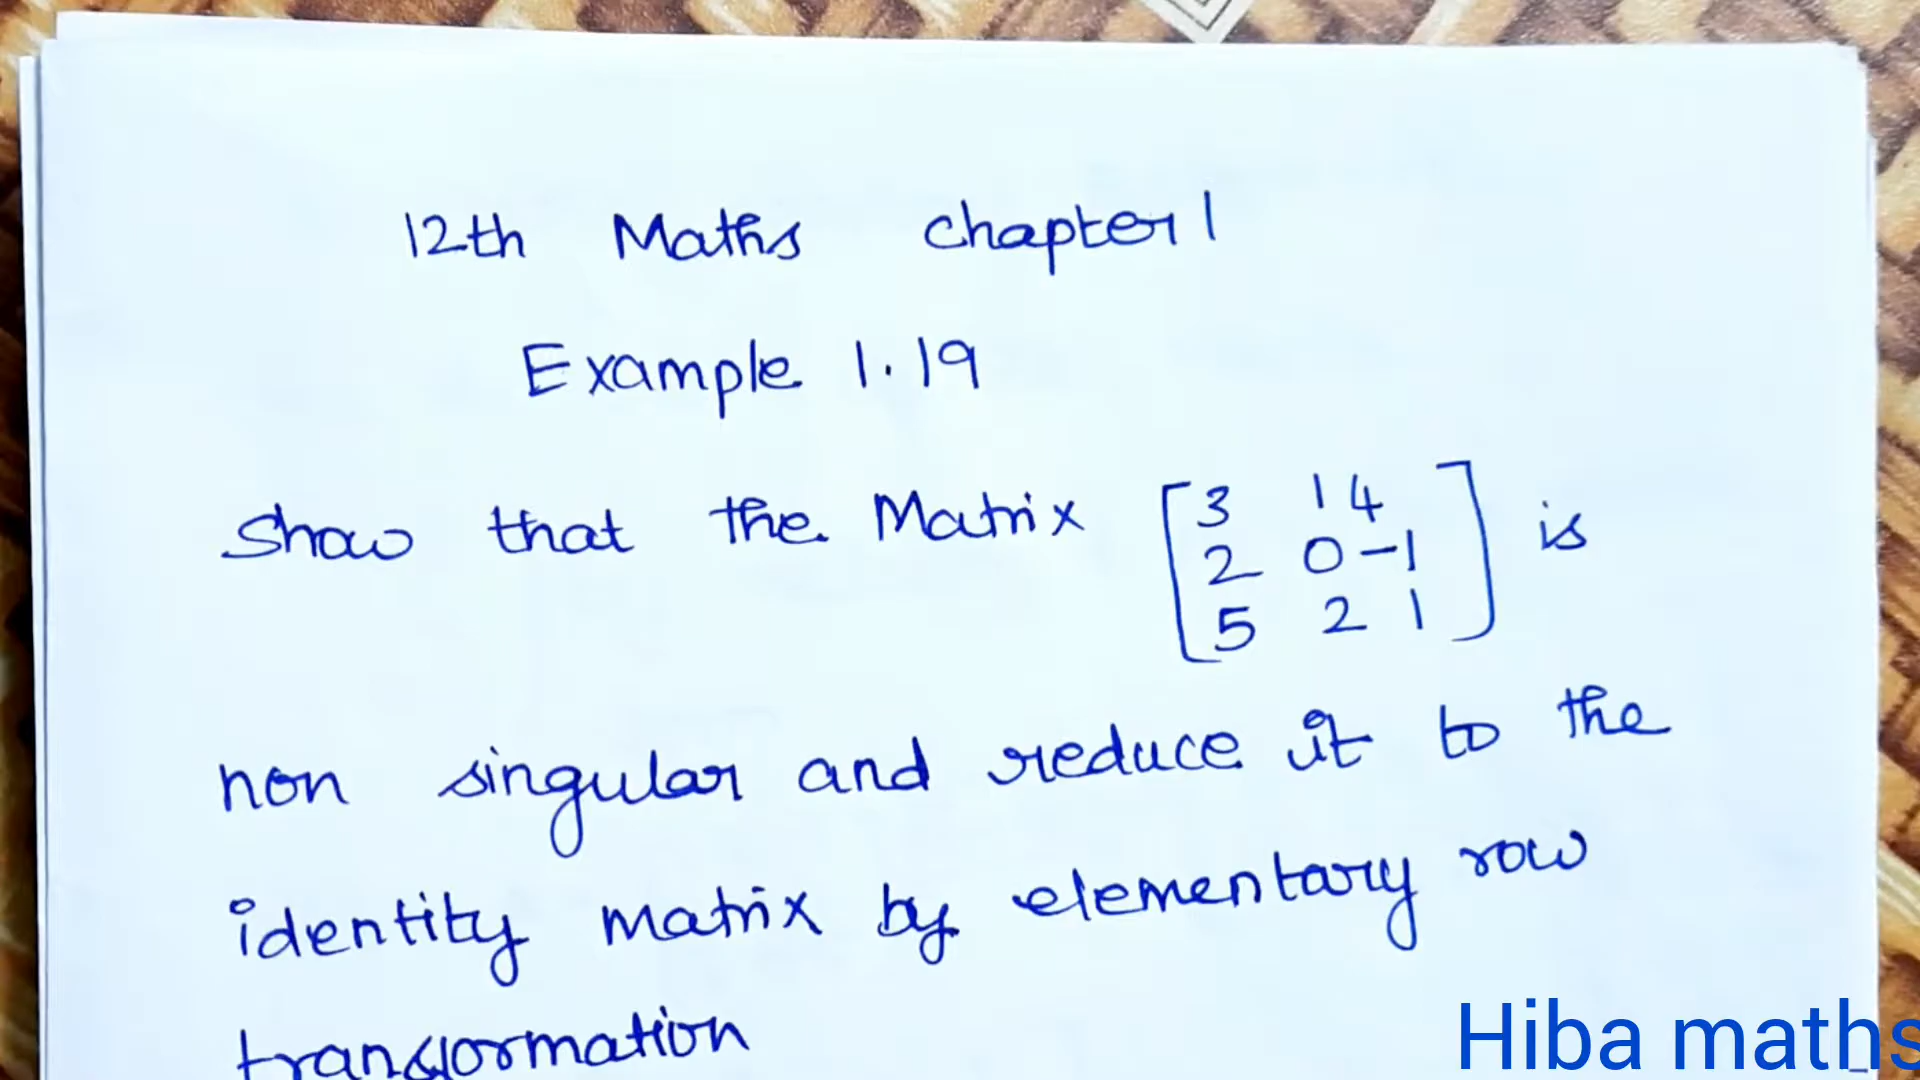 12th Maths chapter 1
Example 1.19
Show that the Matrix [3 1 4
2 0 -1
5 2 1] is
non singular and reduce it to the
identity matrix by elementary row
transformation
Hiba maths